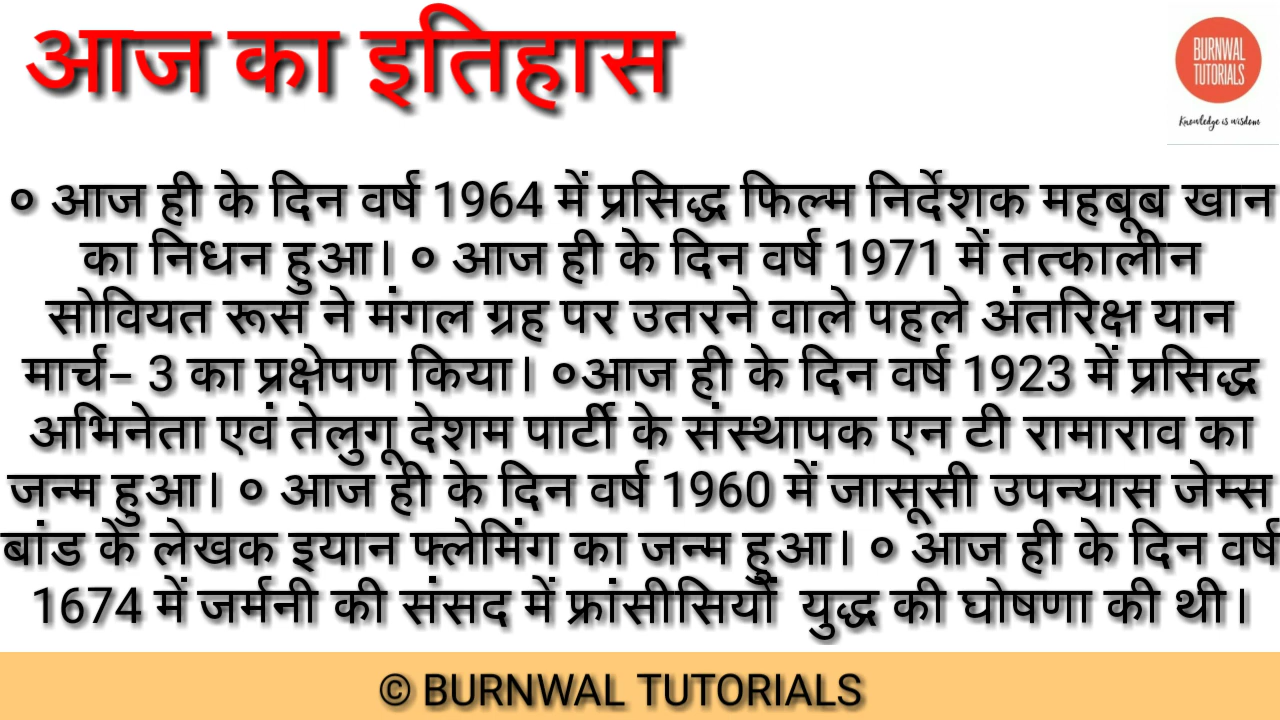 आज का इतिहास
BURNWAL
TUTORIALS
Knowledge is wisdom
० आज ही के दिन वर्ष 1964 में प्रसिद्ध फिल्म निर्देशक महबूब खान
का निधन हुआ। ० आज ही के दिन वर्ष 1971 में तत्कालीन
सोवियत रूस ने मंगल ग्रह पर उतरने वाले पहले अंतरिक्ष यान
मार्च– 3 का प्रक्षेपण किया। ०आज ही के दिन वर्ष 1923 में प्रसिद्ध
अभिनेता एवं तेलुगू देशम पार्टी के संस्थापक एन टी रामाराव का
जन्म हुआ। ० आज ही के दिन वर्ष 1960 में जासूसी उपन्यास जेम्स
बांड के लेखक इयान फ्लेमिंग का जन्म हुआ। ० आज ही के दिन वर्ष
1674 में जर्मनी की संसद में फ्रांसीसियों युद्ध की घोषणा की थी।
© BURNWAL TUTORIALS